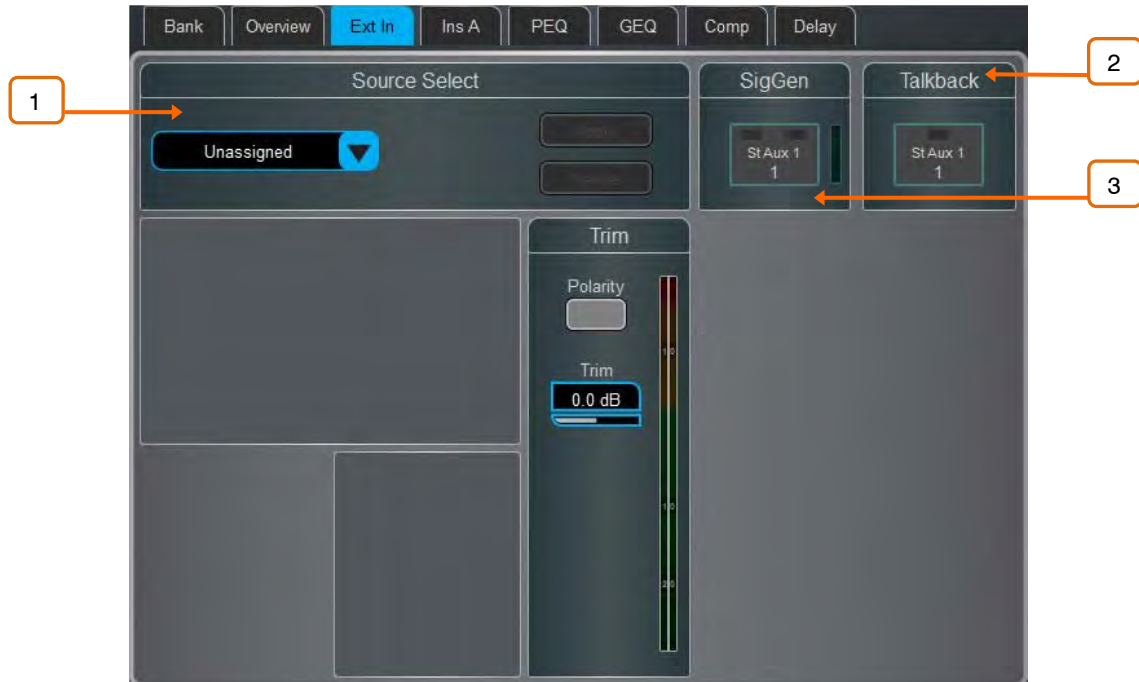 Bank Overview Ext In Ins A PEQ GEQ Comp Delay
1
Source Select
SigGen
Talkback
2
Unassigned
St Aux 1
1
St Aux 1
1
3
Trim
Polarity
Trim
0.0 dB